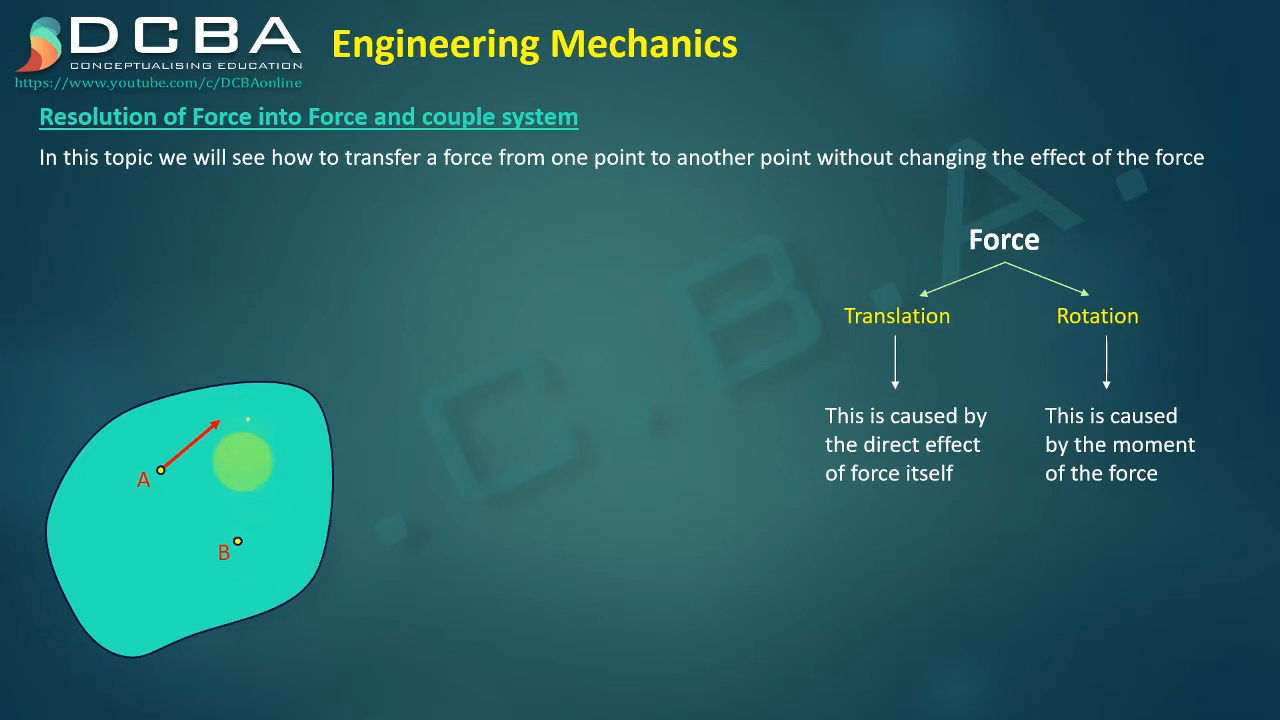 DCBA
CONCEPTUALISING EDUCATION
https://www.youtube.com/c/DCBAonline
Engineering Mechanics
Resolution of Force into Force and couple system
In this topic we will see how to transfer a force from one point to another point without changing the effect of the force
Force
Translation
Rotation
This is caused by
the direct effect
of force itself
This is caused
by the moment
of the force
A
B
.C.B.A.